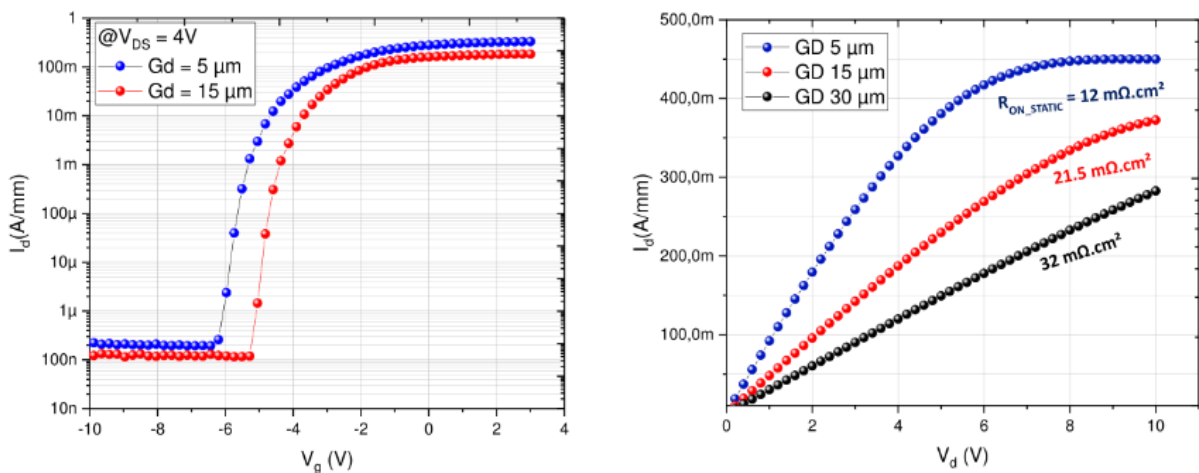 @V_DS = 4V
Gd = 5 µm
Gd = 15 µm
1
100m
10m
1m
100µ
10µ
1µ
100n
10n
I_d(A/mm)
-10
-8
-6
-4
-2
0
2
4
V_g (V)
GD 5 µm
GD 15 µm
GD 30 µm
500,0m
400,0m
300,0m
200,0m
100,0m
I_d(A/mm)
R_ON_STATIC = 12 mΩ.cm²
21.5 mΩ.cm²
32 mΩ.cm²
0
2
4
6
8
10
V_d (V)